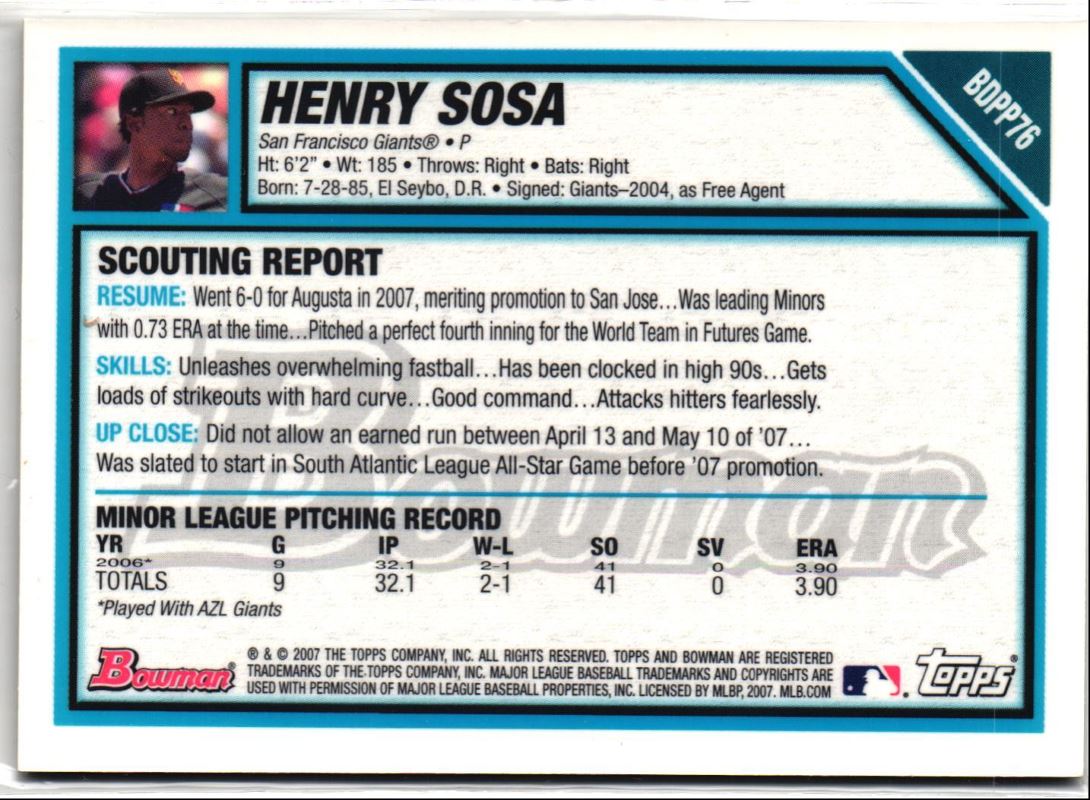 BDPP76
HENRY SOSA
San Francisco Giants® • P
Ht: 6'2" • Wt: 185 • Throws: Right • Bats: Right
Born: 7-28-85, El Seybo, D.R. • Signed: Giants–2004, as Free Agent
SCOUTING REPORT
RESUME: Went 6-0 for Augusta in 2007, meriting promotion to San Jose...Was leading Minors
with 0.73 ERA at the time...Pitched a perfect fourth inning for the World Team in Futures Game.
SKILLS: Unleashes overwhelming fastball...Has been clocked in high 90s...Gets
loads of strikeouts with hard curve...Good command...Attacks hitters fearlessly.
UP CLOSE: Did not allow an earned run between April 13 and May 10 of '07...
Was slated to start in South Atlantic League All-Star Game before '07 promotion.
Bowman
MINOR LEAGUE PITCHING RECORD
YR G IP W-L SO SV ERA
2006* 9 32.1 2-1 41 0 3.90
TOTALS 9 32.1 2-1 41 0 3.90
*Played With AZL Giants
Bowman®
® & © 2007 THE TOPPS COMPANY, INC. ALL RIGHTS RESERVED. TOPPS AND BOWMAN ARE REGISTERED
TRADEMARKS OF THE TOPPS COMPANY, INC. MAJOR LEAGUE BASEBALL TRADEMARKS AND COPYRIGHTS ARE
USED WITH PERMISSION OF MAJOR LEAGUE BASEBALL PROPERTIES, INC. LICENSED BY MLBP, 2007. MLB.COM
Topps®